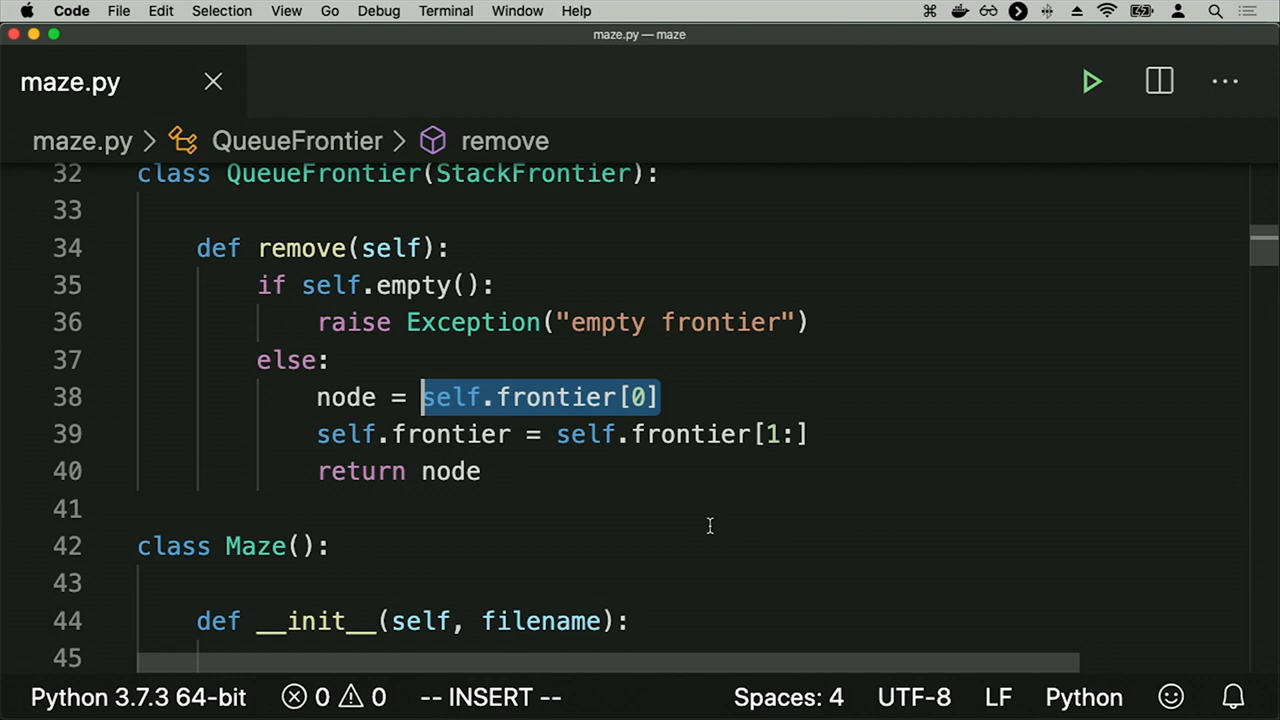 Code File Edit Selection View Go Debug Terminal Window Help
maze.py — maze
maze.py
maze.py > QueueFrontier > remove
32 class QueueFrontier(StackFrontier):
33
34 def remove(self):
35 if self.empty():
36 raise Exception("empty frontier")
37 else:
38 node = self.frontier[0]
39 self.frontier = self.frontier[1:]
40 return node
41
42 class Maze():
43
44 def __init__(self, filename):
45
Python 3.7.3 64-bit 0 0 -- INSERT -- Spaces: 4 UTF-8 LF Python